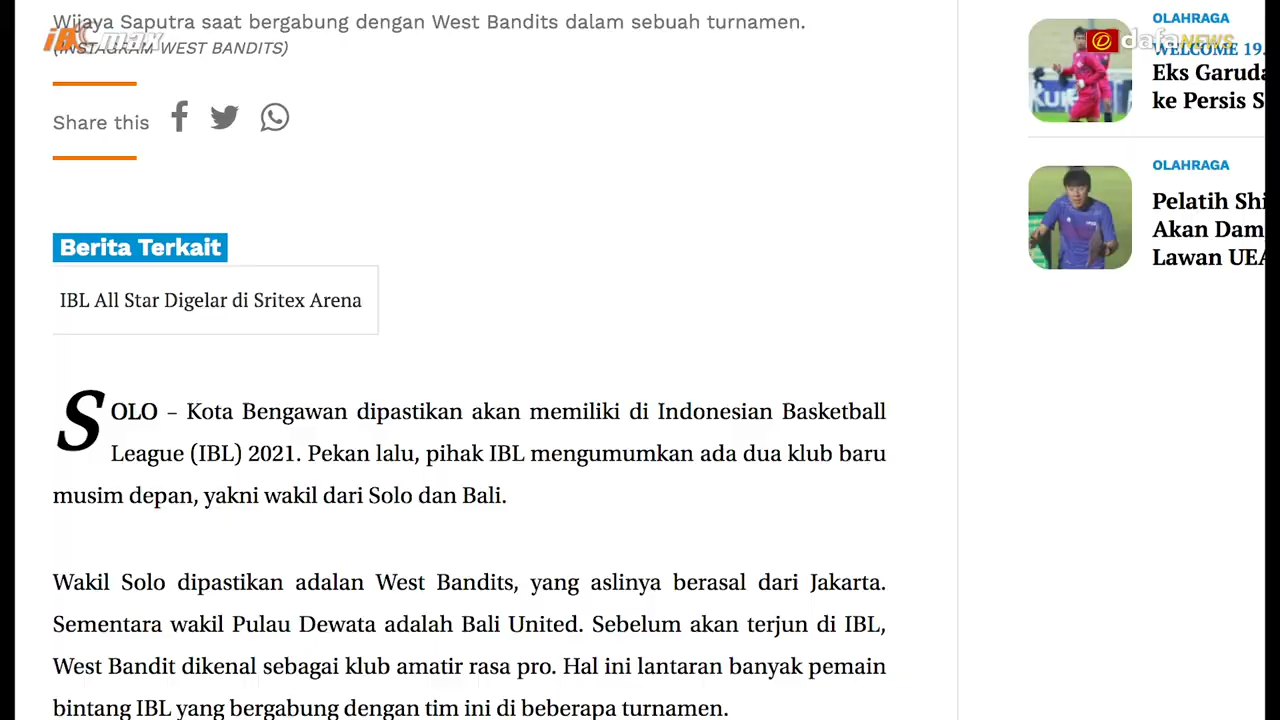 Wijaya Saputra saat bergabung dengan West Bandits dalam sebuah turnamen.
(INSTAGRAM WEST BANDITS)
Share this
Berita Terkait
IBL All Star Digelar di Sritex Arena
SOLO – Kota Bengawan dipastikan akan memiliki di Indonesian Basketball
League (IBL) 2021. Pekan lalu, pihak IBL mengumumkan ada dua klub baru
musim depan, yakni wakil dari Solo dan Bali.
Wakil Solo dipastikan adalan West Bandits, yang aslinya berasal dari Jakarta.
Sementara wakil Pulau Dewata adalah Bali United. Sebelum akan terjun di IBL,
West Bandit dikenal sebagai klub amatir rasa pro. Hal ini lantaran banyak pemain
bintang IBL yang bergabung dengan tim ini di beberapa turnamen.
OLAHRAGA
dafaNEWS
WELCOME 19.
Eks Garuda
ke Persis S
OLAHRAGA
Pelatih Shi
Akan Dam
Lawan UEA